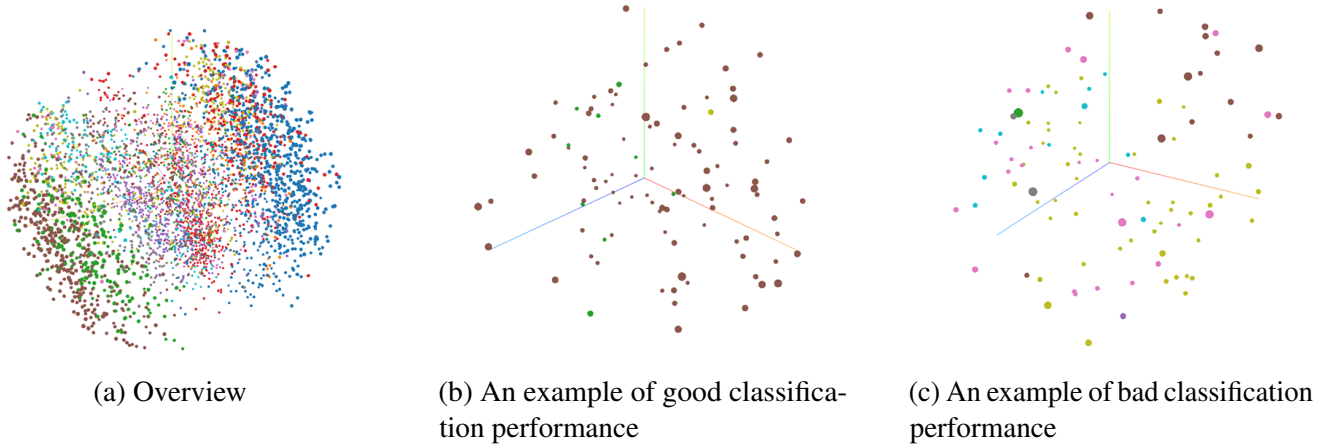 (a) Overview
(b) An example of good classifica-
tion performance
(c) An example of bad classification
performance